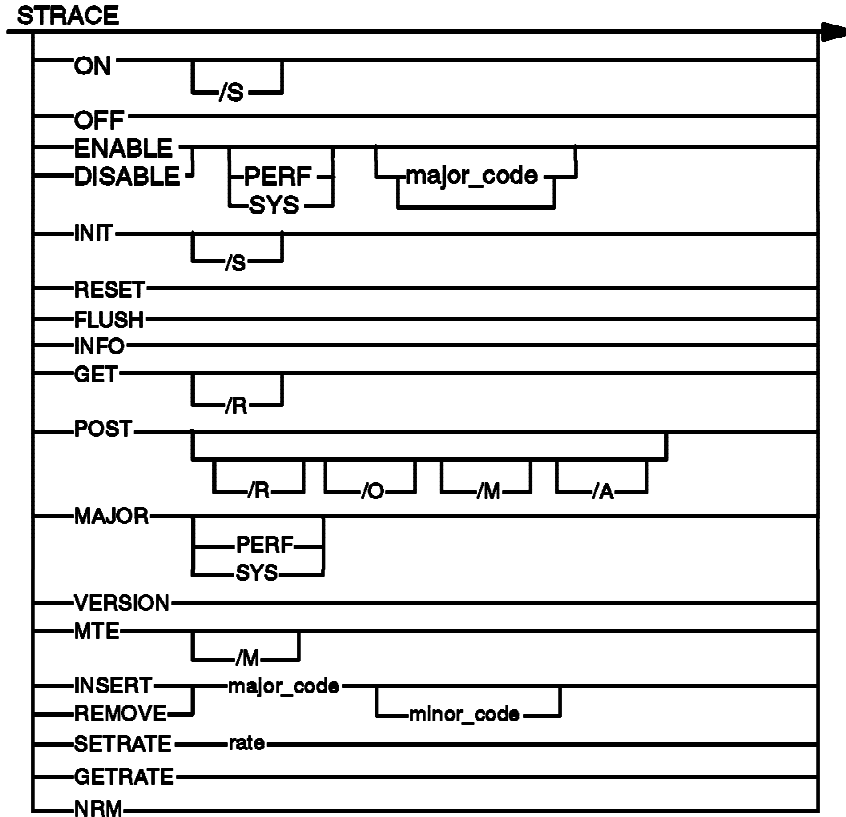 STRACE
ON
/S
OFF
ENABLE
DISABLE
PERF
major_code
SYS
INIT
/S
RESET
FLUSH
INFO
GET
/R
POST
/R /O /M /A
MAJOR
PERF
SYS
VERSION
MTE
/M
INSERT major_code
REMOVE minor_code
SETRATE rate
GETRATE
NRM